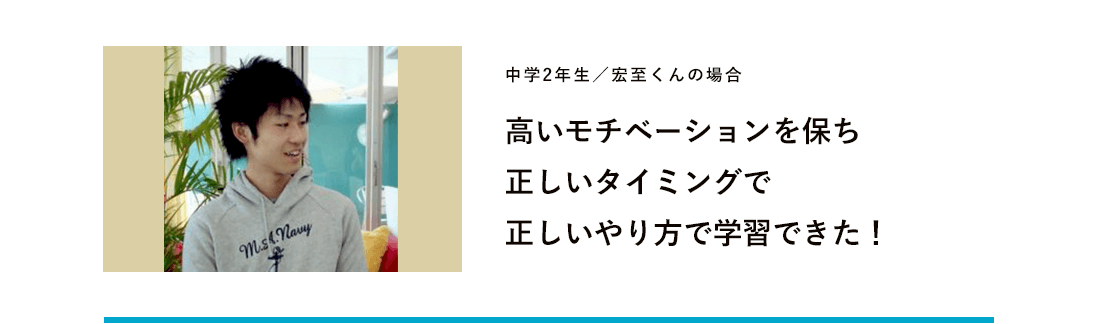 中学2年生／宏至くんの場合
高いモチベーションを保ち
正しいタイミングで
正しいやり方で学習できた！
M.S.A. Navy